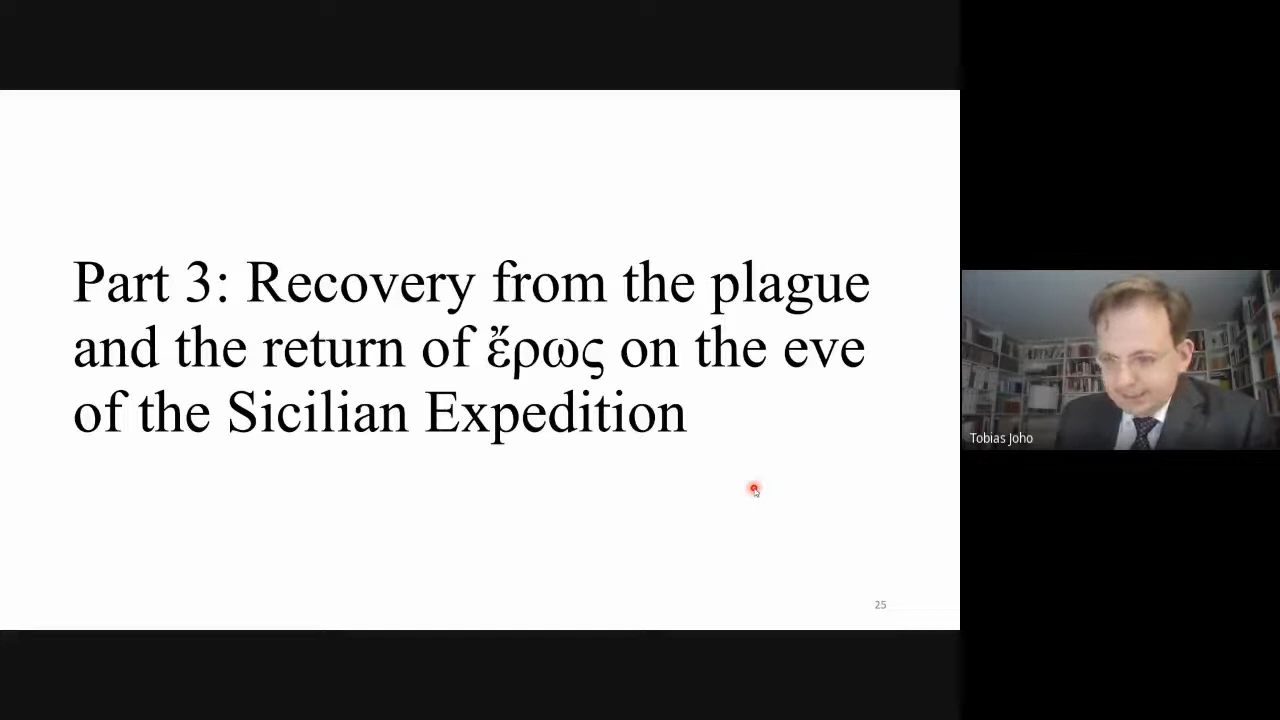 Part 3: Recovery from the plague
and the return of ἔρως on the eve
of the Sicilian Expedition
25
Tobias Joho